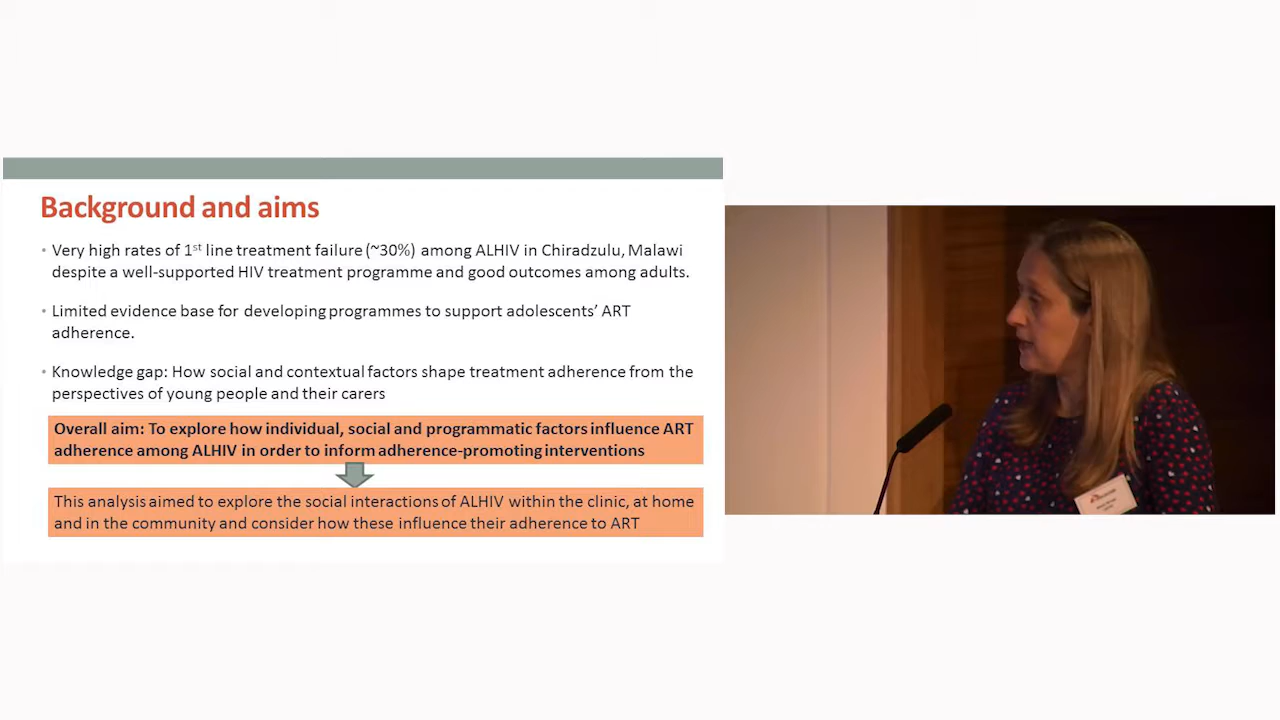 Background and aims
• Very high rates of 1st line treatment failure (~30%) among ALHIV in Chiradzulu, Malawi
despite a well-supported HIV treatment programme and good outcomes among adults.
• Limited evidence base for developing programmes to support adolescents’ ART
adherence.
• Knowledge gap: How social and contextual factors shape treatment adherence from the
perspectives of young people and their carers
Overall aim: To explore how individual, social and programmatic factors influence ART
adherence among ALHIV in order to inform adherence-promoting interventions
This analysis aimed to explore the social interactions of ALHIV within the clinic, at home
and in the community and consider how these influence their adherence to ART